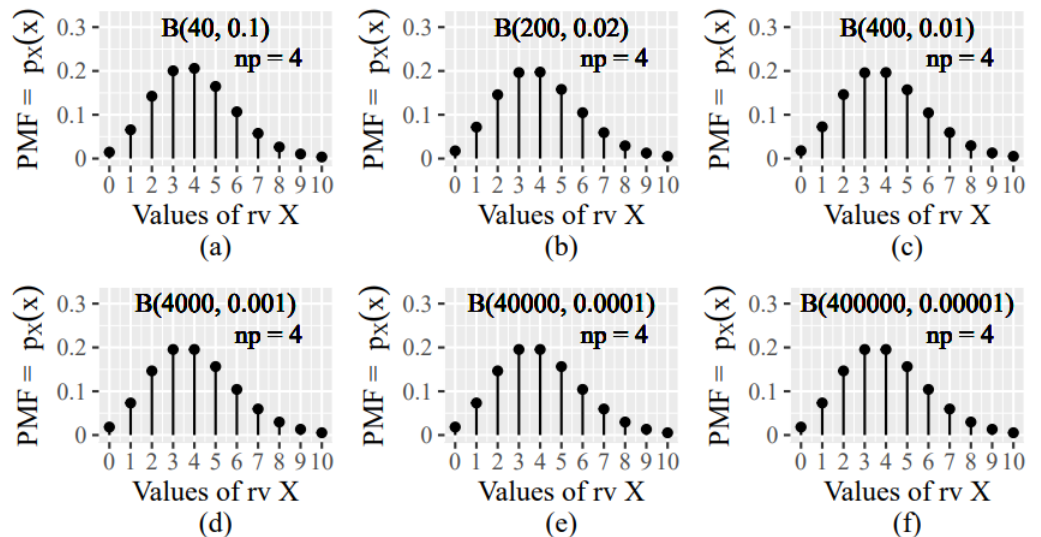 B(40, 0.1)
np = 4
PMF = pX(x)
0.3
0.2
0.1
0
0 1 2 3 4 5 6 7 8 9 10
Values of rv X
(a)
B(200, 0.02)
np = 4
PMF = pX(x)
0.3
0.2
0.1
0
0 1 2 3 4 5 6 7 8 9 10
Values of rv X
(b)
B(400, 0.01)
np = 4
PMF = pX(x)
0.3
0.2
0.1
0
0 1 2 3 4 5 6 7 8 9 10
Values of rv X
(c)
B(4000, 0.001)
np = 4
PMF = pX(x)
0.3
0.2
0.1
0
0 1 2 3 4 5 6 7 8 9 10
Values of rv X
(d)
B(40000, 0.0001)
np = 4
PMF = pX(x)
0.3
0.2
0.1
0
0 1 2 3 4 5 6 7 8 9 10
Values of rv X
(e)
B(400000, 0.00001)
np = 4
PMF = pX(x)
0.3
0.2
0.1
0
0 1 2 3 4 5 6 7 8 9 10
Values of rv X
(f)